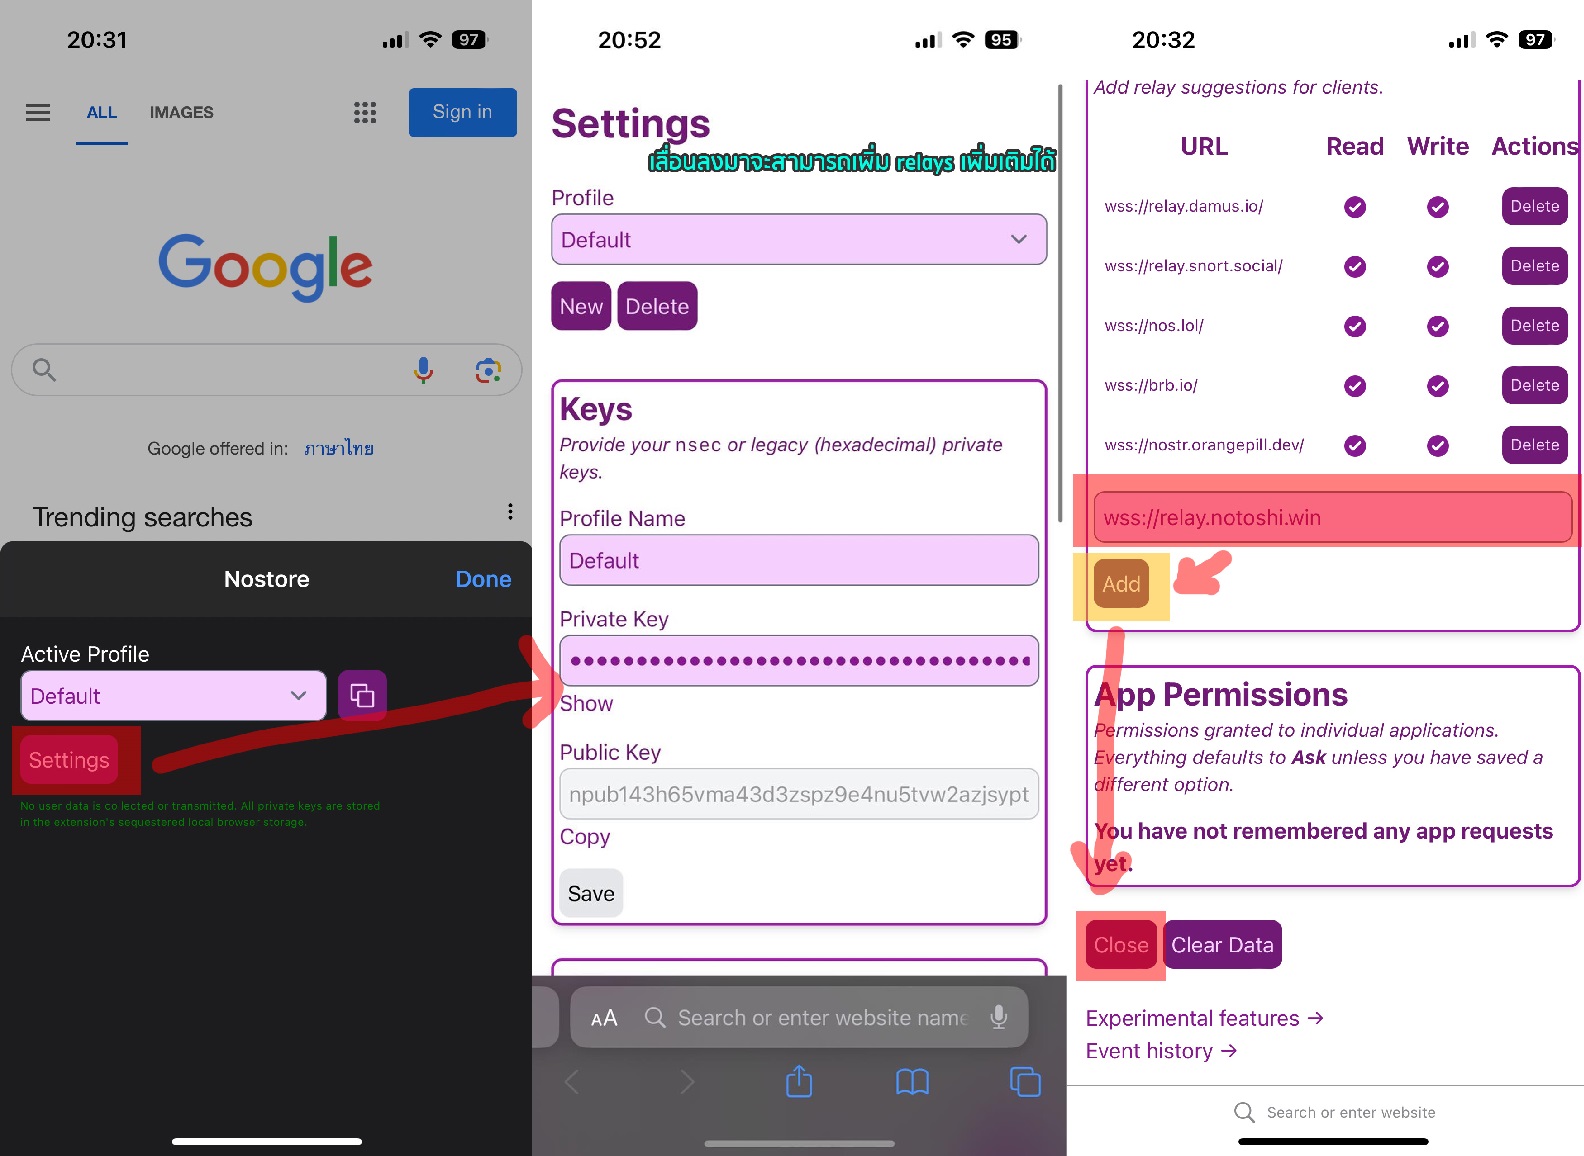 20:31
97
ALL
IMAGES
Sign in
Google
Google offered in: ภาษาไทย
Trending searches
Nostore
Done
Active Profile
Default
Settings
No user data is collected or transmitted. All private keys are stored
in the extension's sequestered local browser storage.
20:52
95
Settings
เลื่อนลงมาจะสามารถเพิ่ม relays เพิ่มเติมได้
Profile
Default
New
Delete
Keys
Provide your nsec or legacy (hexadecimal) private
keys.
Profile Name
Default
Private Key
Show
Public Key
npub143h65vma43d3zspz9e4nu5tvw2azjsypt
Copy
Save
AA
Search or enter website name
20:32
97
Add relay suggestions for clients.
URL Read Write Actions
wss://relay.damus.io/ Delete
wss://relay.snort.social/ Delete
wss://nos.lol/ Delete
wss://brb.io/ Delete
wss://nostr.orangepill.dev/ Delete
wss://relay.notoshi.win
Add
App Permissions
Permissions granted to individual applications.
Everything defaults to Ask unless you have saved a
different option.
You have not remembered any app requests
yet.
Close
Clear Data
Experimental features →
Event history →
Search or enter website